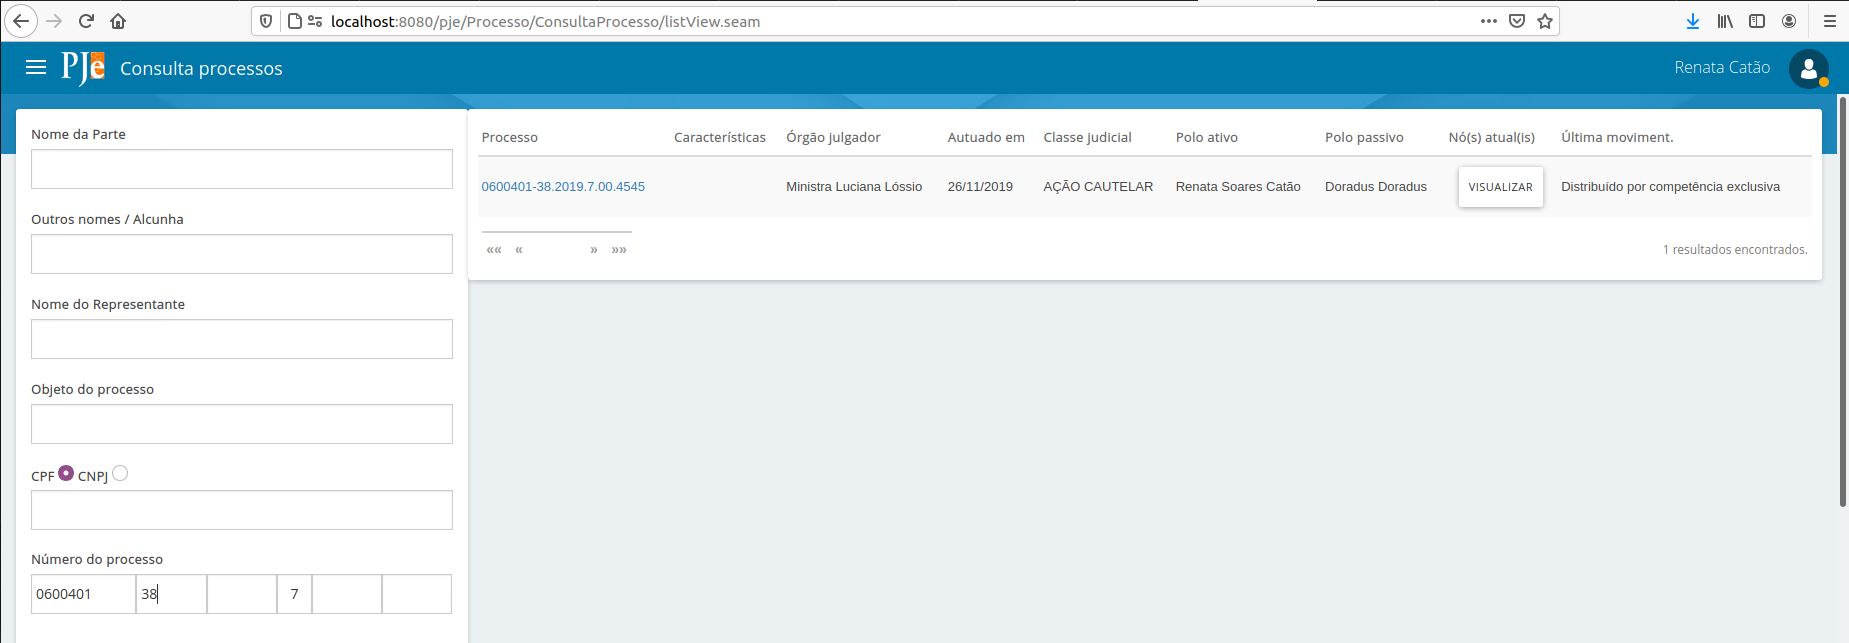 localhost:8080/pje/Processo/ConsultaProcesso/listView.seam
PJe Consulta processos
Renata Catão
Nome da Parte
Outros nomes / Alcunha
Nome do Representante
Objeto do processo
CPF CNPJ
Número do processo
0600401 38 7
Processo Características Órgão julgador Autuado em Classe judicial Polo ativo Polo passivo Nó(s) atual(is) Última moviment.
0600401-38.2019.7.00.4545 Ministra Luciana Lóssio 26/11/2019 AÇÃO CAUTELAR Renata Soares Catão Doradus Doradus VISUALIZAR Distribuído por competência exclusiva
«« « » »»
1 resultados encontrados.